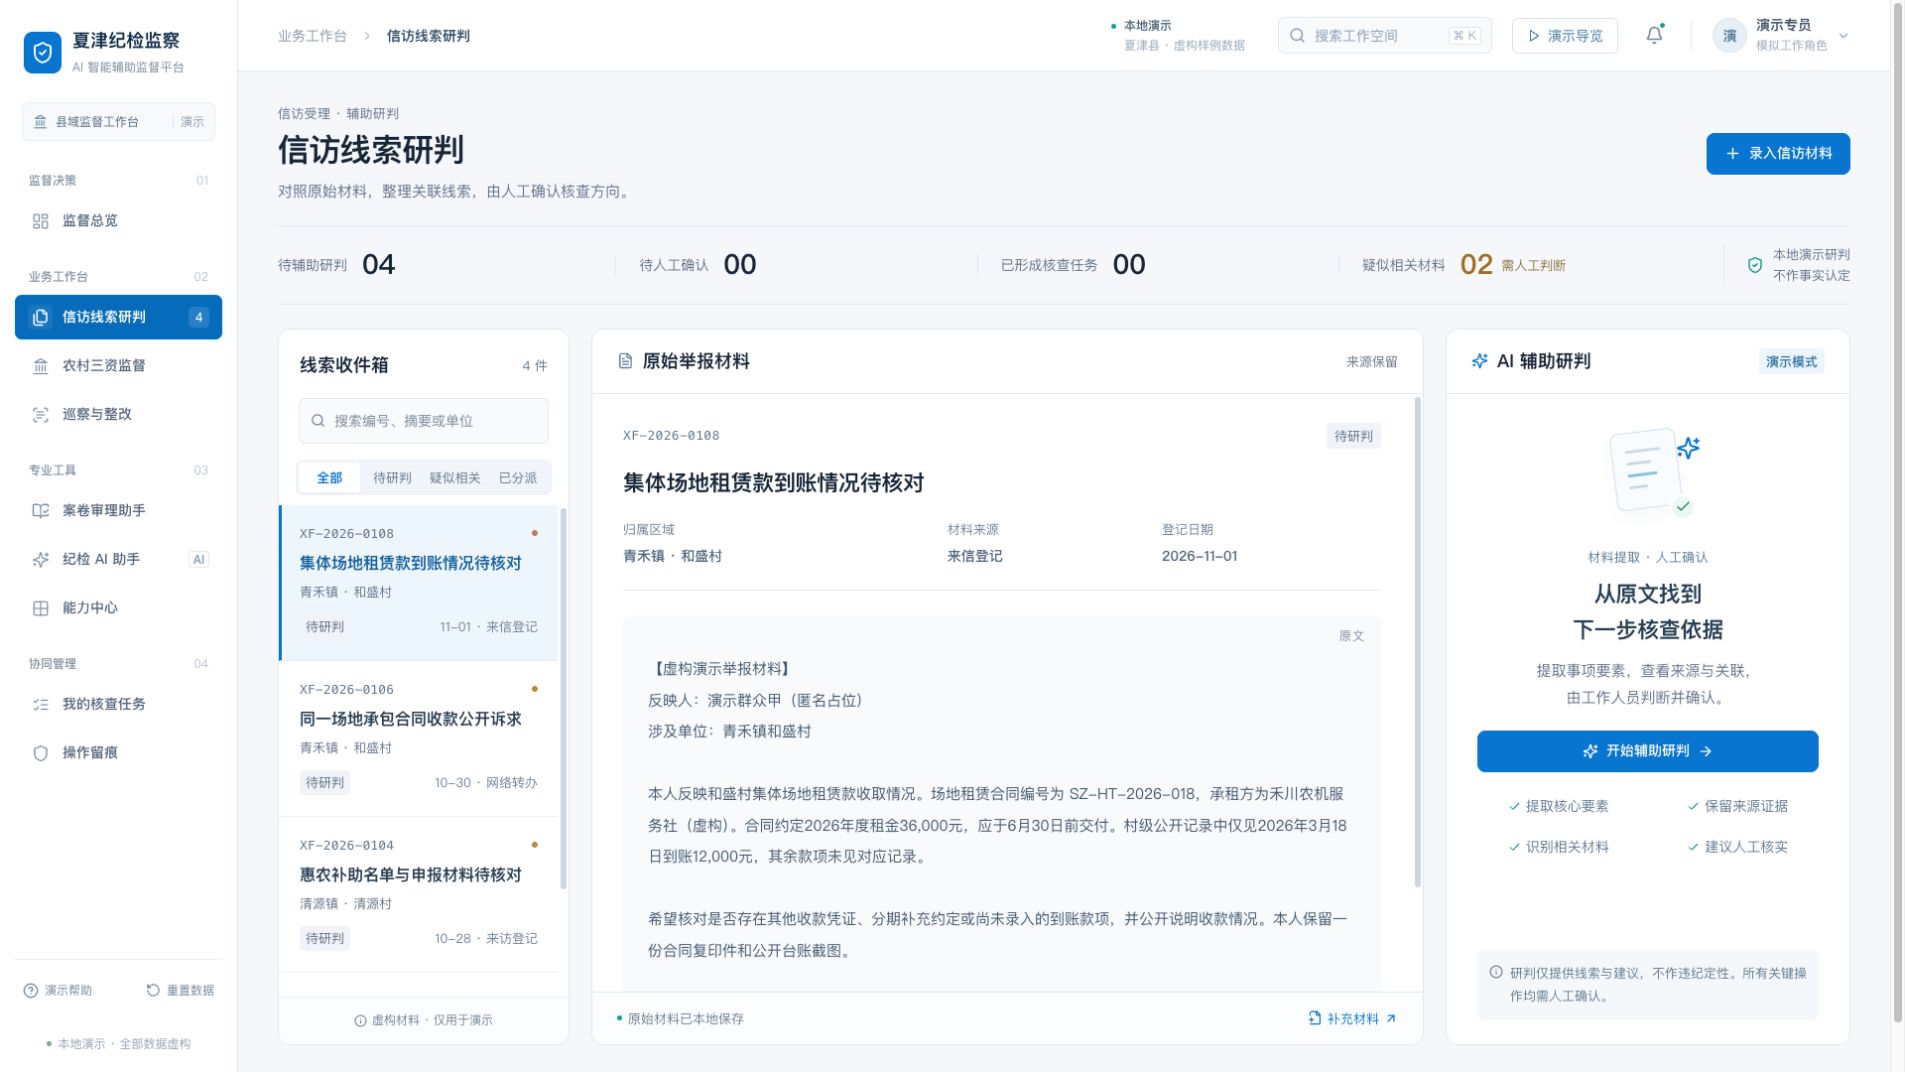 夏津纪检监察
AI 智能辅助监督平台
县域监督工作台
演示
监督决策
01
监督总览
业务工作台
02
信访线索研判
4
农村三资监督
巡察与整改
专业工具
03
案卷审理助手
纪检 AI 助手
AI
能力中心
协同管理
04
我的核查任务
操作留痕
演示帮助
重置数据
本地演示 · 全部数据虚构
业务工作台
信访线索研判
本地演示
夏津县 · 虚构样例数据
搜索工作空间
⌘ K
演示导览
演
演示专员
模拟工作角色
信访受理 · 辅助研判
信访线索研判
对照原始材料，整理关联线索，由人工确认核查方向。
录入信访材料
待辅助研判 04
待人工确认 00
已形成核查任务 00
疑似相关材料 02 需人工判断
本地演示研判
不作事实认定
线索收件箱
4 件
搜索编号、摘要或单位
全部
待研判
疑似相关
已分派
XF-2026-0108
集体场地租赁款到账情况待核对
青禾镇 · 和盛村
待研判
11-01 · 来信登记
XF-2026-0106
同一场地承包合同收款公开诉求
青禾镇 · 和盛村
待研判
10-30 · 网络转办
XF-2026-0104
惠农补助名单与申报材料待核对
清源镇 · 清源村
待研判
10-28 · 来访登记
虚构材料 · 仅用于演示
原始举报材料
来源保留
XF-2026-0108
待研判
集体场地租赁款到账情况待核对
归属区域
材料来源
登记日期
青禾镇 · 和盛村
来信登记
2026-11-01
原文
【虚构演示举报材料】
反映人：演示群众甲（匿名占位）
涉及单位：青禾镇和盛村
本人反映和盛村集体场地租赁款收取情况。场地租赁合同编号为 SZ-HT-2026-018，承租方为禾川农机服
务社（虚构）。合同约定2026年度租金36,000元，应于6月30日前交付。村级公开记录中仅见2026年3月18
日到账12,000元，其余款项未见对应记录。
希望核对是否存在其他收款凭证、分期补充约定或尚未录入的到账款项，并公开说明收款情况。本人保留一
份合同复印件和公开台账截图。
原始材料已本地保存
补充材料
AI 辅助研判
演示模式
材料提取 · 人工确认
从原文找到
下一步核查依据
提取事项要素，查看来源与关联，
由工作人员判断并确认。
开始辅助研判
提取核心要素
保留来源证据
识别相关材料
建议人工核实
研判仅提供线索与建议，不作违纪定性。所有关键操
作均需人工确认。